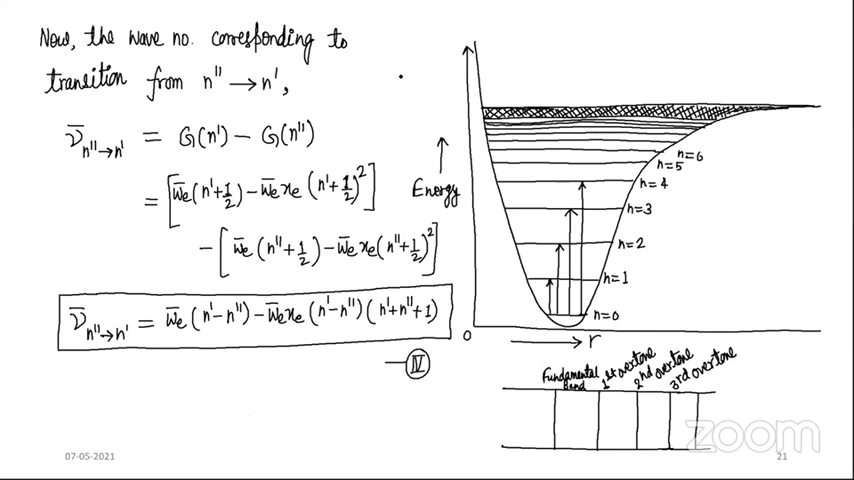 Now, the wave no. corresponding to
transition from n" → n',
ν̅ n"→n' = G(n') – G(n")
= [ω̅e(n'+1/2) – ω̅exe(n'+1/2)²]
– [ω̅e(n"+1/2) – ω̅exe(n"+1/2)²]
ν̅ n"→n' = ω̅e(n'–n") – ω̅exe(n'–n")(n'+n"+1)
—(IV)
Energy
n=6
n=5
n=4
n=3
n=2
n=1
n=0
0
r
Fundamental Band
1st overtone
2nd overtone
3rd overtone
zoom
07-05-2021
21